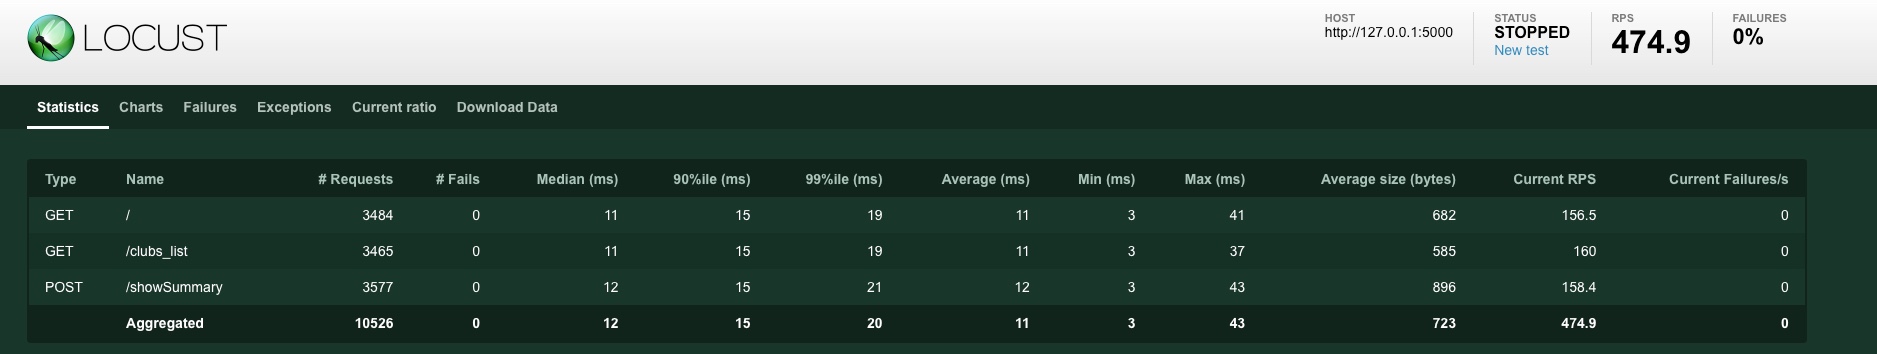 LOCUST
HOST
http://127.0.0.1:5000
STATUS
STOPPED
New test
RPS
474.9
FAILURES
0%
Statistics Charts Failures Exceptions Current ratio Download Data
Type Name # Requests # Fails Median (ms) 90%ile (ms) 99%ile (ms) Average (ms) Min (ms) Max (ms) Average size (bytes) Current RPS Current Failures/s
GET / 3484 0 11 15 19 11 3 41 682 156.5 0
GET /clubs_list 3465 0 11 15 19 11 3 37 585 160 0
POST /showSummary 3577 0 12 15 21 12 3 43 896 158.4 0
Aggregated 10526 0 12 15 20 11 3 43 723 474.9 0